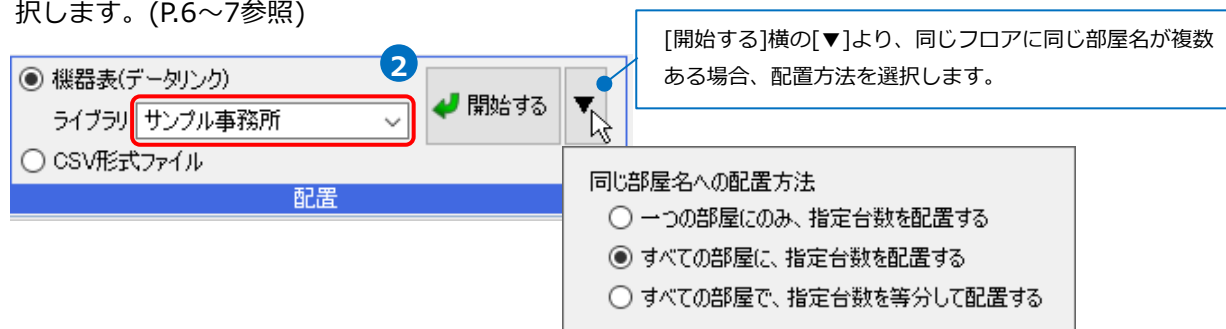 択します。(P.6～7参照)
[開始する]横の[▼]より、同じフロアに同じ部屋名が複数
ある場合、配置方法を選択します。
機器表(データリンク)
2
ライブラリ サンプル事務所
開始する ▼
CSV形式ファイル
配置
同じ部屋名への配置方法
一つの部屋にのみ、指定台数を配置する
すべての部屋に、指定台数を配置する
すべての部屋で、指定台数を等分して配置する